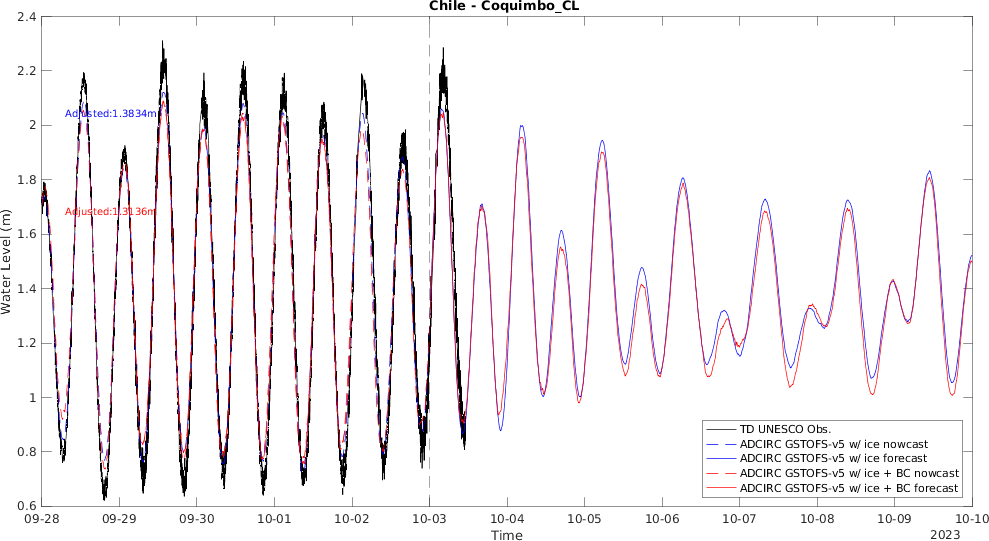 Chile - Coquimbo_CL
2.4
2.2
2
1.8
1.6
1.4
1.2
1
0.8
0.6
Water Level (m)
Adjusted:1.3834m
Adjusted:1.3136m
TD UNESCO Obs.
ADCIRC GSTOFS-v5 w/ ice nowcast
ADCIRC GSTOFS-v5 w/ ice forecast
ADCIRC GSTOFS-v5 w/ ice + BC nowcast
ADCIRC GSTOFS-v5 w/ ice + BC forecast
09-28 09-29 09-30 10-01 10-02 10-03 10-04 10-05 10-06 10-07 10-08 10-09 10-10
Time
2023